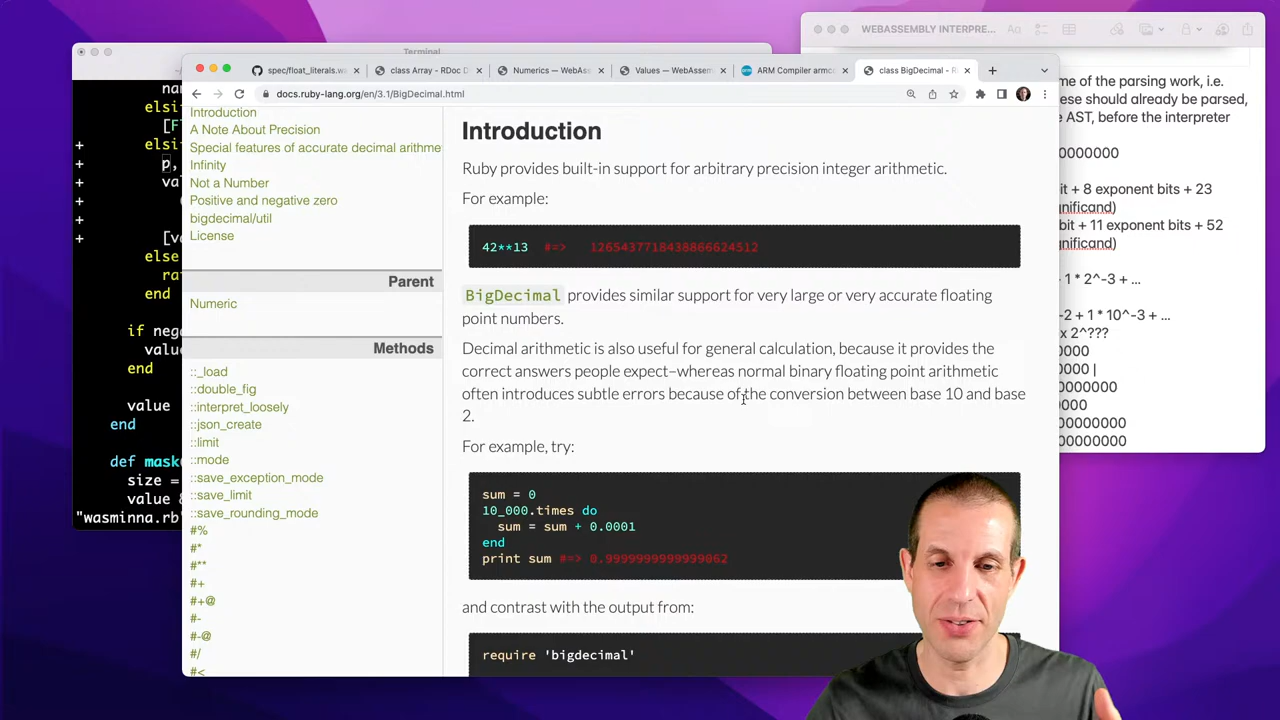 Terminal
WEBASSEMBLY INTERPRE...
spec/float_literals.wa
class Array - RDoc D
Numerics — WebAss
Values — WebAssem
ARM Compiler armcc
class BigDecimal - R
docs.ruby-lang.org/en/3.1/BigDecimal.html
Introduction
A Note About Precision
Special features of accurate decimal arithme
Infinity
Not a Number
Positive and negative zero
bigdecimal/util
License
Parent
Numeric
Methods
::_load
::double_fig
::interpret_loosely
::json_create
::limit
::mode
::save_exception_mode
::save_limit
::save_rounding_mode
#%
#*
#**
#+
#+@
#-
#-@
#/
#<
Introduction
Ruby provides built-in support for arbitrary precision integer arithmetic.
For example:
42**13 #=> 1265437718438866624512
BigDecimal provides similar support for very large or very accurate floating
point numbers.
Decimal arithmetic is also useful for general calculation, because it provides the
correct answers people expect–whereas normal binary floating point arithmetic
often introduces subtle errors because of the conversion between base 10 and base
2.
For example, try:
sum = 0
10_000.times do
sum = sum + 0.0001
end
print sum #=> 0.9999999999999062
and contrast with the output from:
require 'bigdecimal'
na
elsi
[F
elsi
+
+ p,
+ va
+
+ [v
else
ra
end
if neg
value
end
value
end
def mask
size =
value &
"wasminna.rb"
me of the parsing work, i.e.
ese should already be parsed,
e AST, before the interpreter
0000000
it + 8 exponent bits + 23
gnificand)
bit + 11 exponent bits + 52
gnificand)
1 * 2^-3 + ...
-2 + 1 * 10^-3 + ...
x 2^???
0000
0000 |
0000000
0000
00000000
00000000